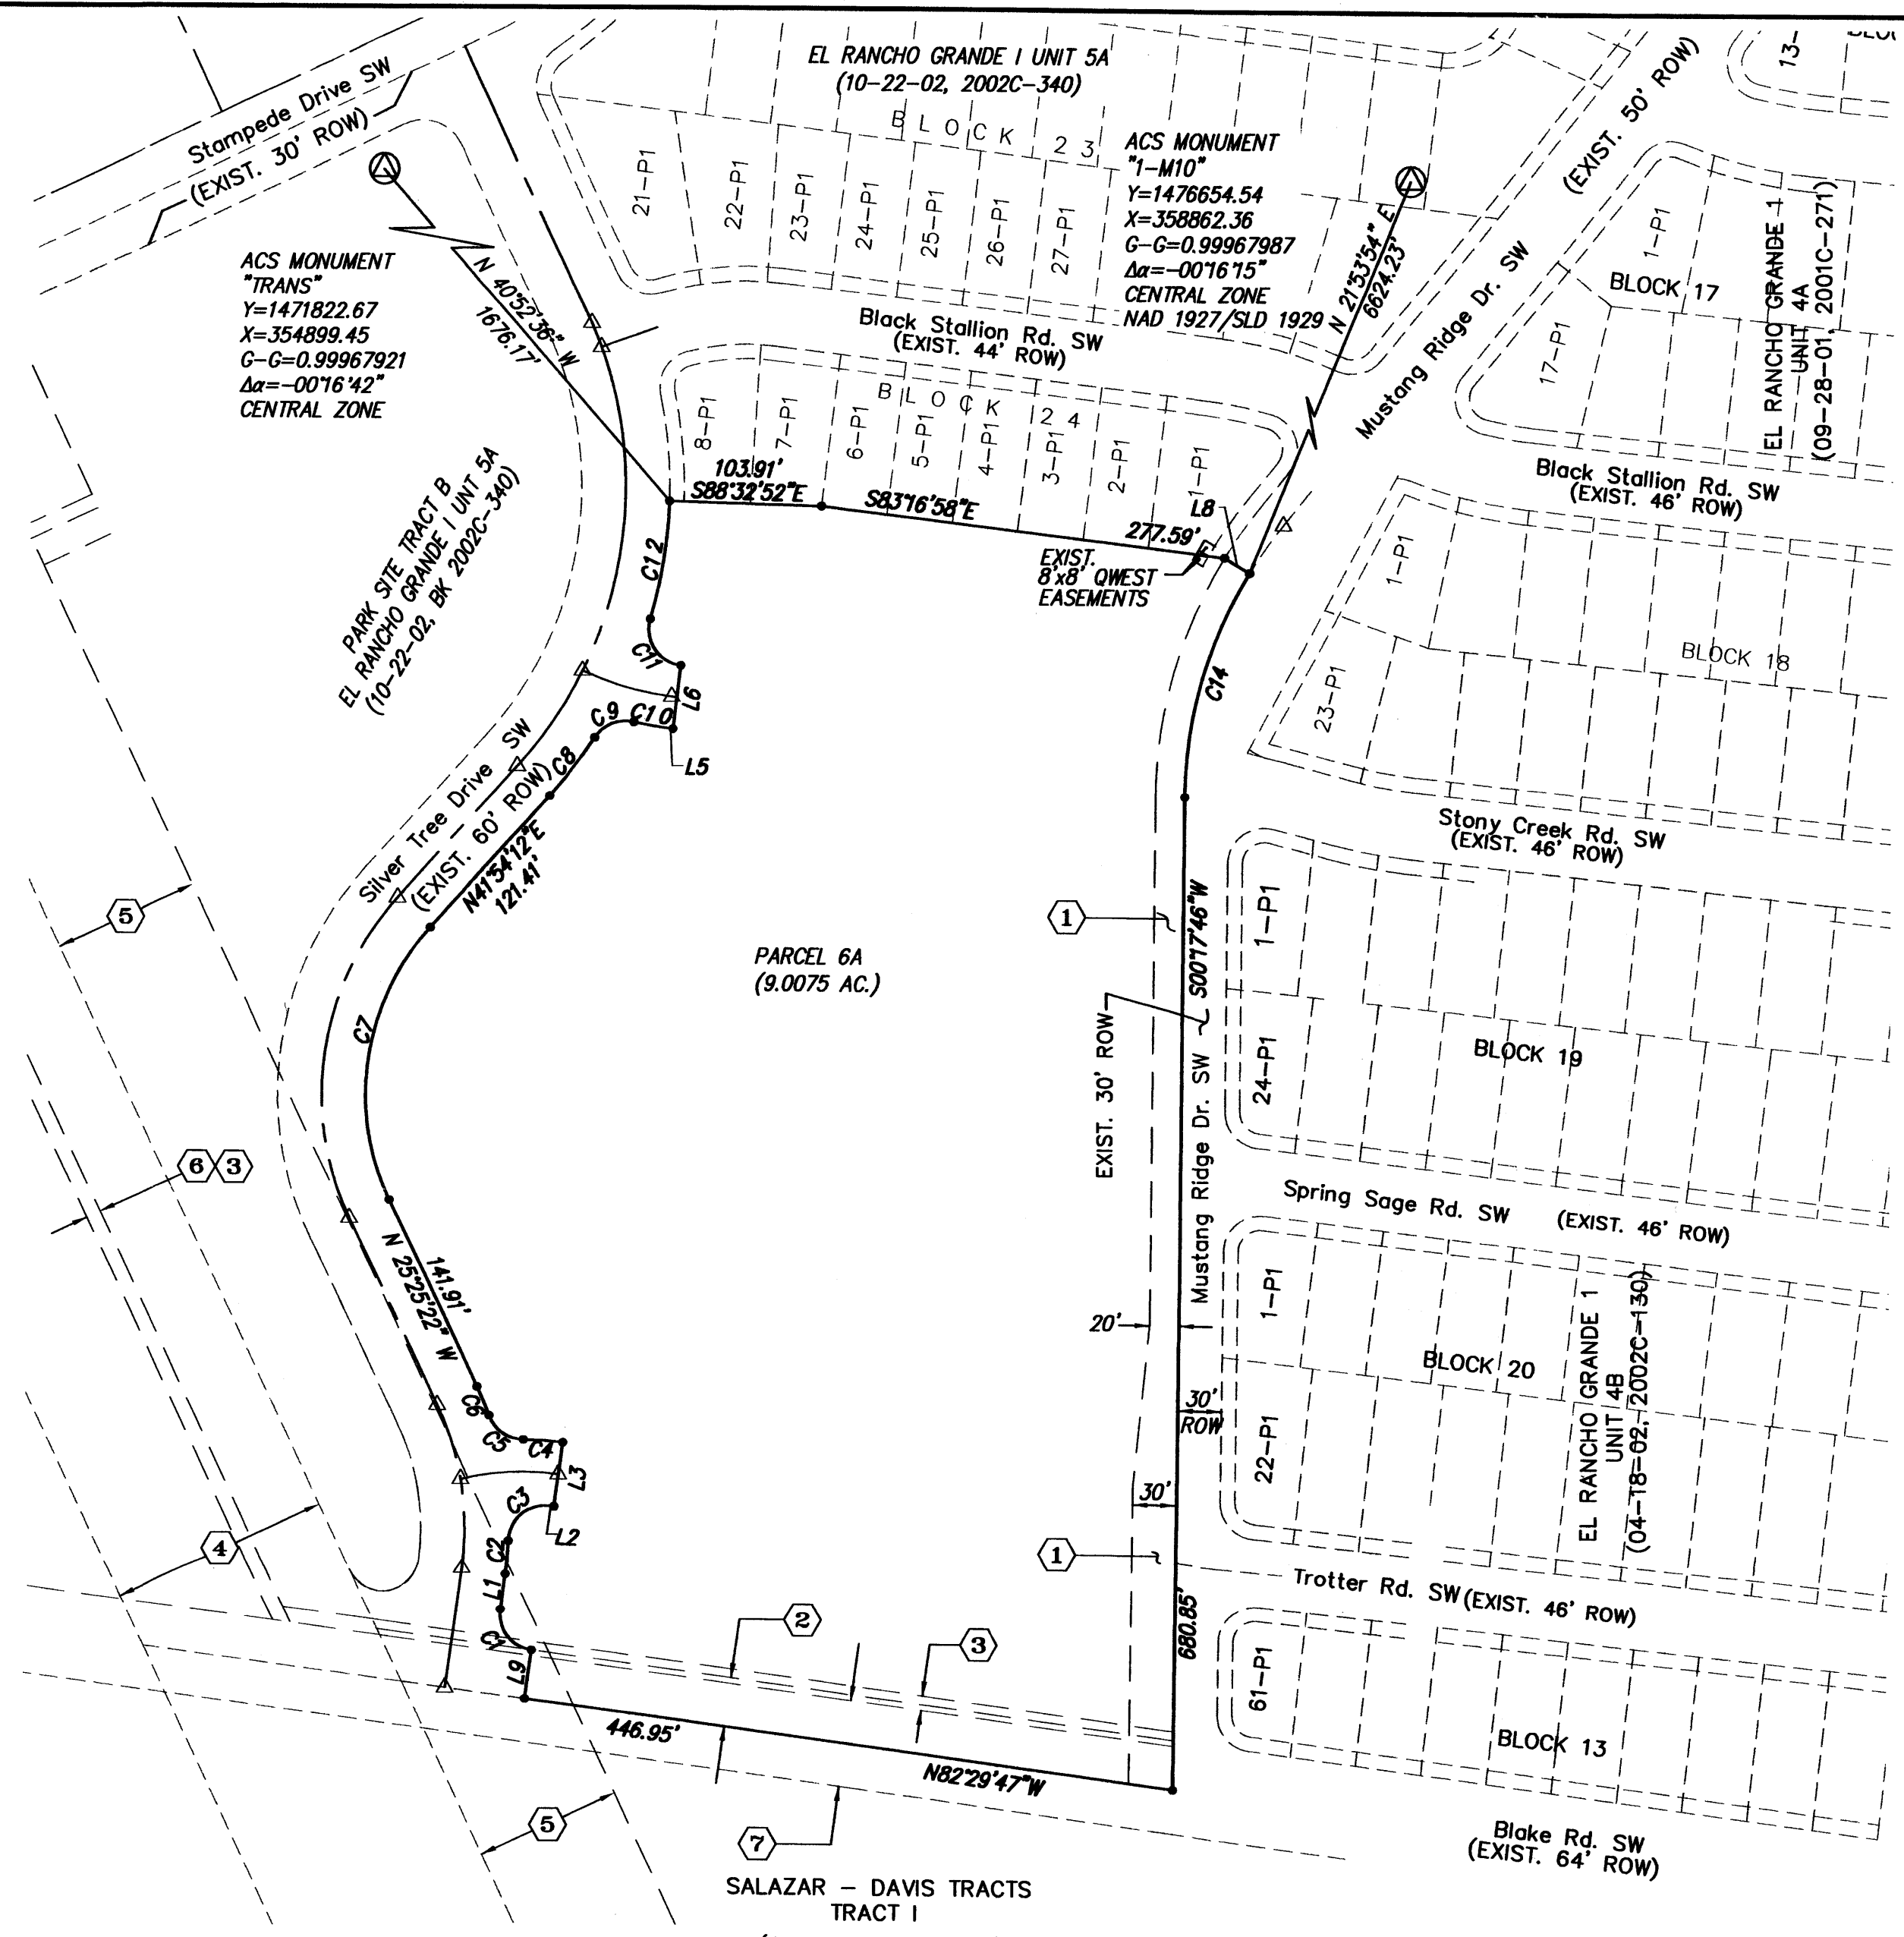 Stampede Drive SW
(EXIST. 30' ROW)
EL RANCHO GRANDE I UNIT 5A
(10-22-02, 2002C-340)
BLOCK 23
21-P1
22-P1
23-P1
24-P1
25-P1
26-P1
27-P1
ACS MONUMENT
"1-M10"
Y=1476654.54
X=358862.36
G-G=0.99967987
Δα=-00°16'15"
CENTRAL ZONE
NAD 1927/SLD 1929
N 21°53'54" E
6624.23'
(EXIST. 50' ROW)
Mustang Ridge Dr. SW
13-
1-P1
BLOCK 17
17-P1
EL RANCHO GRANDE 1
UNIT 4A
(09-28-01, 2001C-271)
ACS MONUMENT
"TRANS"
Y=1471822.67
X=354899.45
G-G=0.99967921
Δα=-00°16'42"
CENTRAL ZONE
N 40°52'36" W
1676.17'
Black Stallion Rd. SW
(EXIST. 44' ROW)
BLOCK 24
8-P1
7-P1
6-P1
5-P1
4-P1
3-P1
2-P1
1-P1
103.91'
S88°32'52"E
S83°16'58"E
277.59'
L8
EXIST.
8'x8' QWEST
EASEMENTS
Black Stallion Rd. SW
(EXIST. 46' ROW)
1-P1
BLOCK 18
23-P1
PARK SITE TRACT B
EL RANCHO GRANDE I UNIT 5A
(10-22-02, BK 2002C-340)
C12
C11
L6
C10
C9
L5
C8
C14
Silver Tree Drive SW
(EXIST. 60' ROW)
N41°54'12"E
121.41'
Stony Creek Rd. SW
(EXIST. 46' ROW)
5
1
S00°17'46"W
1-P1
24-P1
BLOCK 19
PARCEL 6A
(9.0075 AC.)
C7
EXIST. 30' ROW
Mustang Ridge Dr. SW
6
3
Spring Sage Rd. SW
(EXIST. 46' ROW)
141.91'
N 25°25'22" W
20'
1-P1
BLOCK 20
22-P1
EL RANCHO GRANDE 1
UNIT 4B
(04-18-02, 2002C-130)
30'
ROW
C6
C5
C4
L3
30'
C3
L2
C2
4
1
L1
Trotter Rd. SW (EXIST. 46' ROW)
680.85'
2
3
C1
L9
61-P1
446.95'
N82°29'47"W
BLOCK 13
5
7
Blake Rd. SW
(EXIST. 64' ROW)
SALAZAR - DAVIS TRACTS
TRACT I